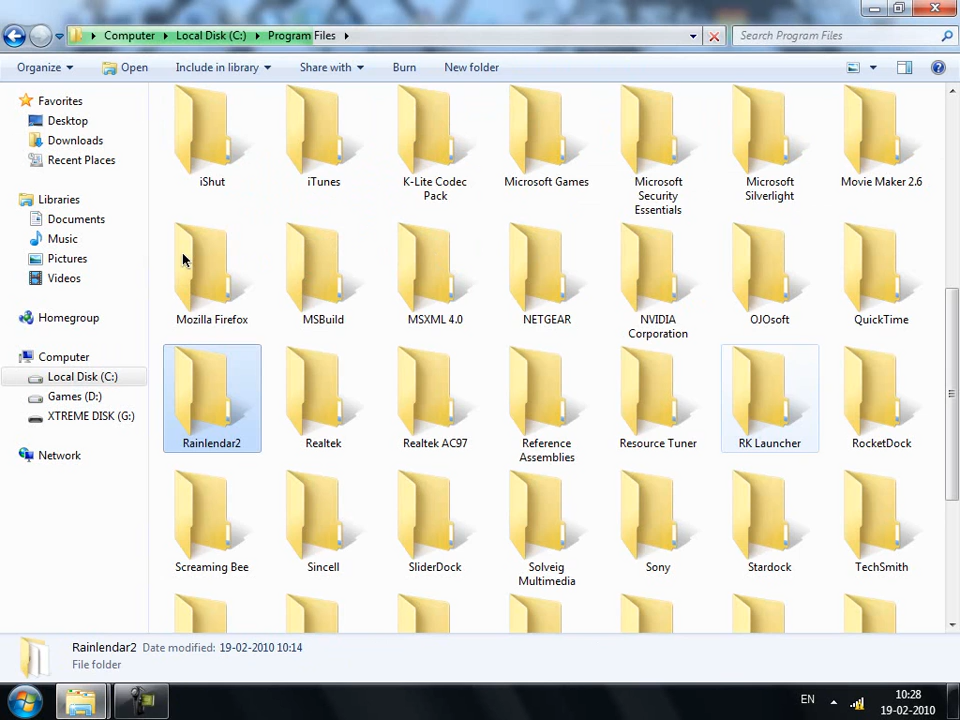 Computer Local Disk (C:) Program Files Search Program Files
Organize Open Include in library Share with Burn New folder
Favorites
Desktop
Downloads
Recent Places
Libraries
Documents
Music
Pictures
Videos
Homegroup
Computer
Local Disk (C:)
Games (D:)
XTREME DISK (G:)
Network
iShut
iTunes
K-Lite Codec
Pack
Microsoft Games
Microsoft
Security
Essentials
Microsoft
Silverlight
Movie Maker 2.6
Mozilla Firefox
MSBuild
MSXML 4.0
NETGEAR
NVIDIA
Corporation
OJOsoft
QuickTime
Rainlendar2
Realtek
Realtek AC97
Reference
Assemblies
Resource Tuner
RK Launcher
RocketDock
Screaming Bee
Sincell
SliderDock
Solveig
Multimedia
Sony
Stardock
TechSmith
Rainlendar2 Date modified: 19-02-2010 10:14
File folder
EN
10:28
19-02-2010